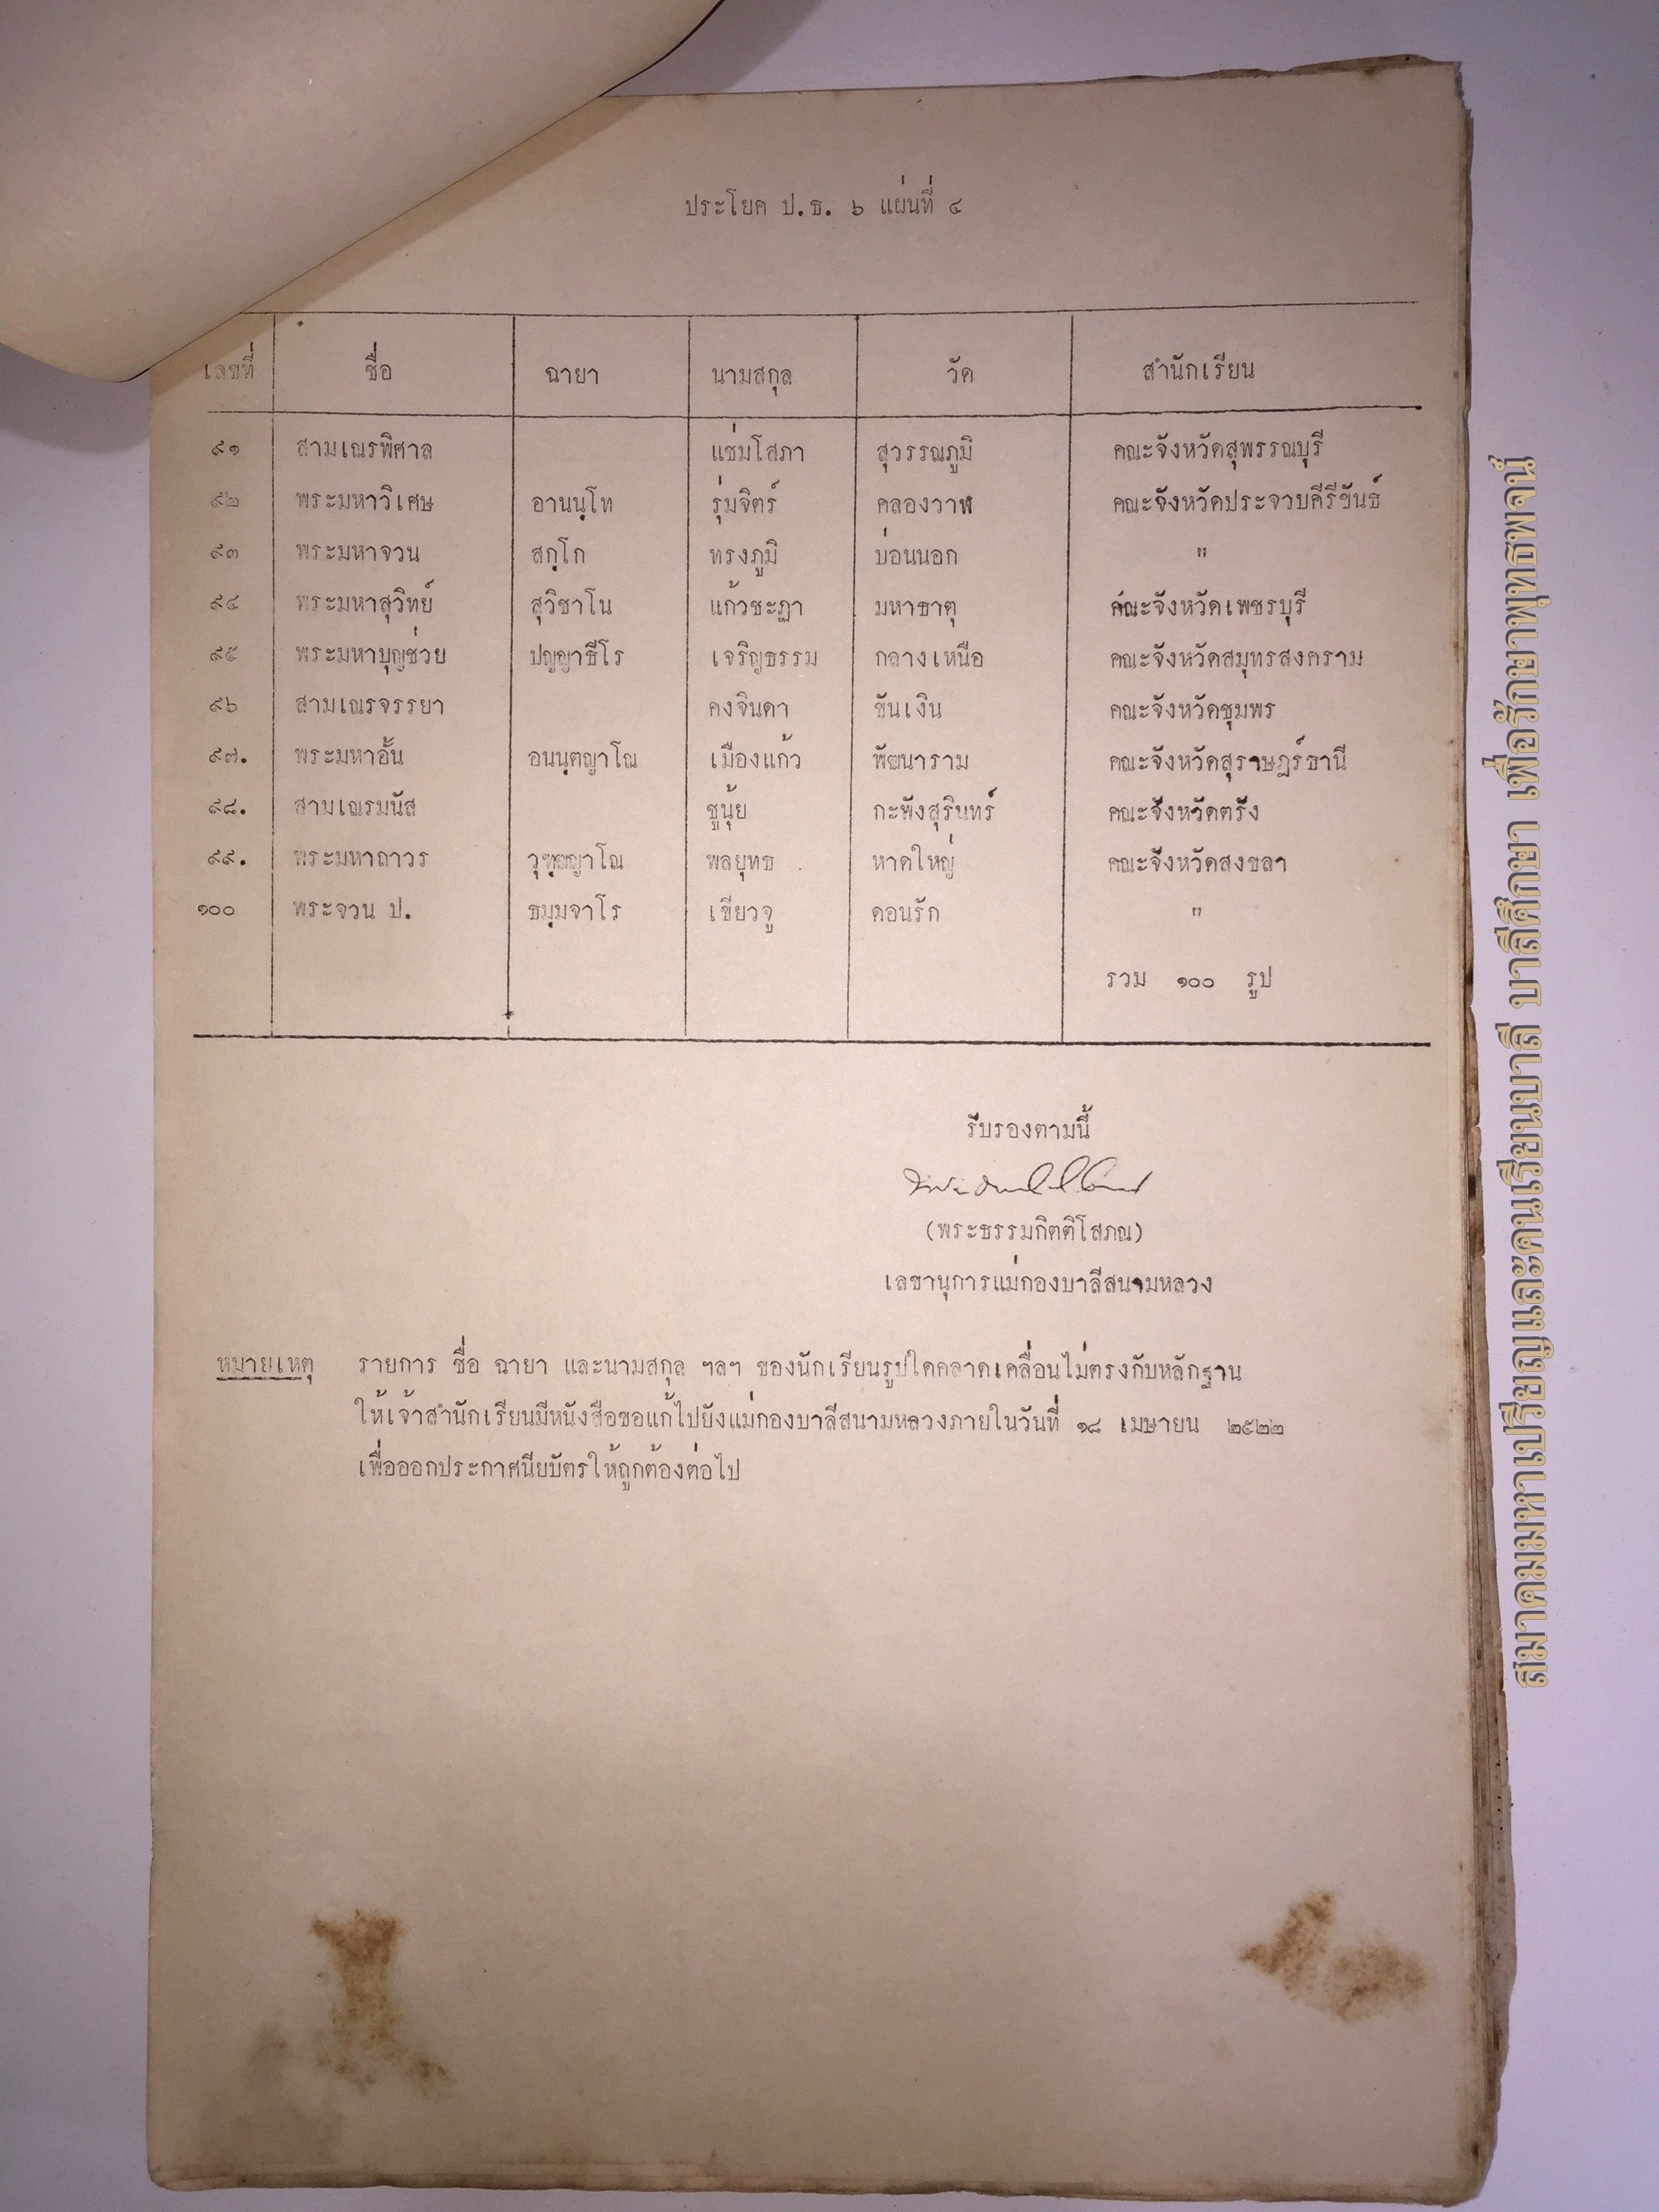 ประโยค ป.ธ. ๖ แผ่นที่ ๔
เลขที่ ชื่อ ฉายา นามสกุล วัด สำนักเรียน
๙๑ สามเณรพิศาล แช่มโสภา สุวรรณภูมิ คณะจังหวัดสุพรรณบุรี
๙๒ พระมหาวิเศษ อานนฺโท รุ่มจิตร์ คลองวาฬ คณะจังหวัดประจวบคีรีขันธ์
๙๓ พระมหาจวน สกฺโก ทรงภูมิ บ่อนนอก "
๙๔ พระมหาสุวิทย์ สุวิชาโน แก้วชะฎา มหาธาตุ คณะจังหวัดเพชรบุรี
๙๕ พระมหาบุญช่วย ปญฺญาธีโร เจริญธรรม กลางเหนือ คณะจังหวัดสมุทรสงคราม
๙๖ สามเณรจรรยา คงจินดา ขันเงิน คณะจังหวัดชุมพร
๙๗. พระมหาอั้น อนนฺตญาโณ เมืองแก้ว พัฒนาราม คณะจังหวัดสุราษฎร์ธานี
๙๘. สามเณรมนัส ชูนุ้ย กะพังสุรินทร์ คณะจังหวัดตรัง
๙๙. พระมหาถาวร วุฑฺฒญาโณ พลยุทธ หาดใหญ่ คณะจังหวัดสงขลา
๑๐๐ พระจวน ป. ธมฺมจาโร เขียวจู ดอนรัก "
รวม ๑๐๐ รูป
รับรองตามนี้
(พระธรรมกิตติโสภณ)
เลขานุการแม่กองบาลีสนามหลวง
หมายเหตุ รายการ ชื่อ ฉายา และนามสกุล ฯลฯ ของนักเรียนรูปใดคลาดเคลื่อนไม่ตรงกับหลักฐาน
ให้เจ้าสำนักเรียนมีหนังสือขอแก้ไปยังแม่กองบาลีสนามหลวงภายในวันที่ ๑๘ เมษายน ๒๕๒๒
เพื่อออกประกาศนียบัตรให้ถูกต้องต่อไป
สมาคมมหาเปรียญและคนเรียนบาลี บาลีศึกษา เพื่อรักษาพุทธพจน์